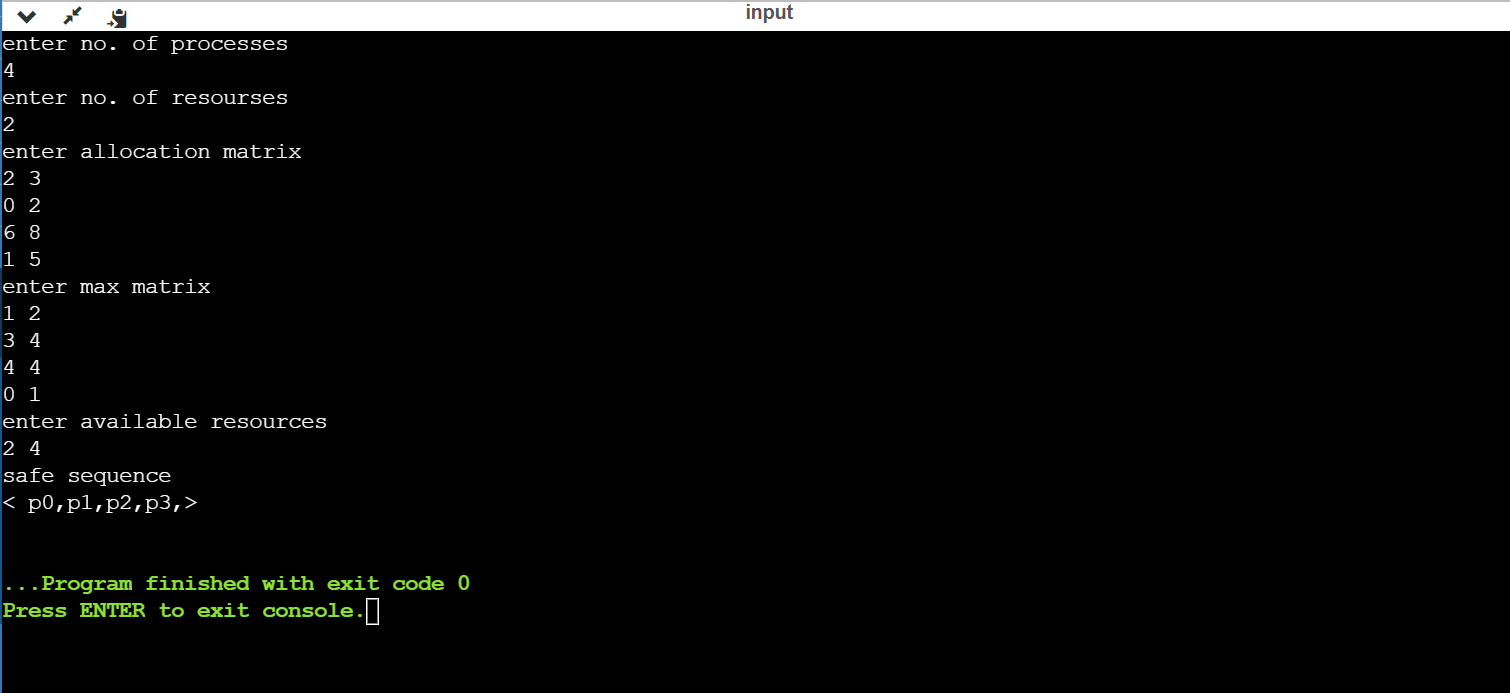 input
enter no. of processes
4
enter no. of resourses
2
enter allocation matrix
2 3
0 2
6 8
1 5
enter max matrix
1 2
3 4
4 4
0 1
enter available resources
2 4
safe sequence
< p0,p1,p2,p3,>
...Program finished with exit code 0
Press ENTER to exit console.